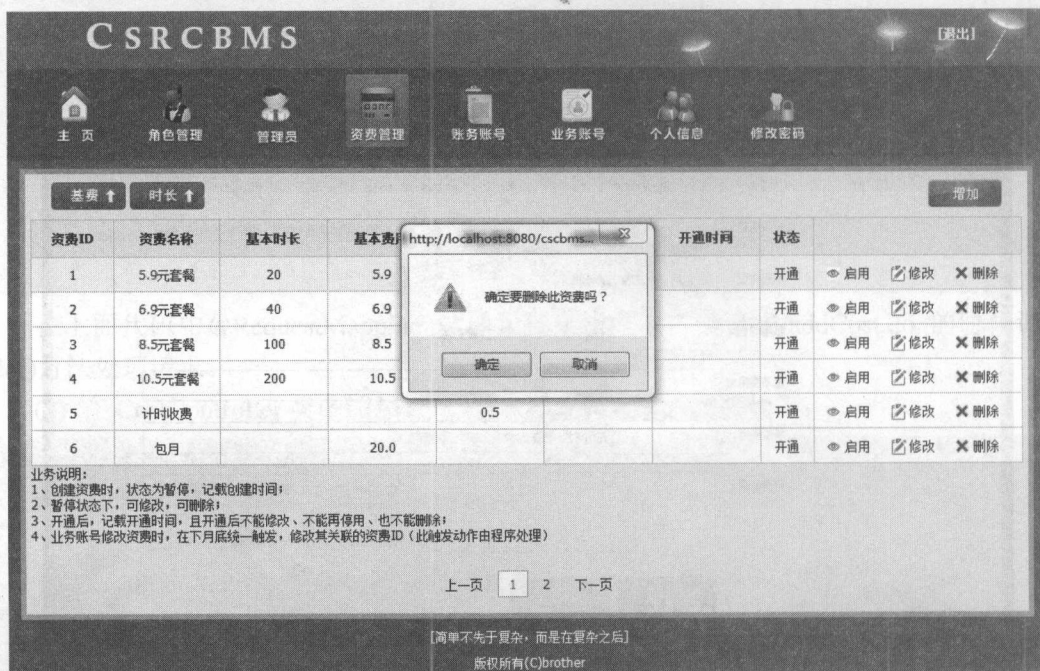 CSRCBMS
[退出]
主 页 角色管理 管理员 资费管理 账务账号 业务账号 个人信息 修改密码
基费 时长 增加
资费ID 资费名称 基本时长 基本费用 开通时间 状态
http://localhost:8080/cscbms...
1 5.9元套餐 20 5.9 开通 启用 修改 删除
确定要删除此资费吗？
2 6.9元套餐 40 6.9 开通 启用 修改 删除
3 8.5元套餐 100 8.5 开通 启用 修改 删除
确定 取消
4 10.5元套餐 200 10.5 开通 启用 修改 删除
5 计时收费 0.5 开通 启用 修改 删除
6 包月 20.0 开通 启用 修改 删除
业务说明：
1、创建资费时，状态为暂停，记载创建时间；
2、暂停状态下，可修改，可删除；
3、开通后，记载开通时间，且开通后不能修改、不能再停用、也不能删除；
4、业务账号修改资费时，在下月底统一触发，修改其关联的资费ID（此触发动作由程序处理）
上一页 1 2 下一页
[简单不先于复杂，而是在复杂之后]
版权所有(C)brother